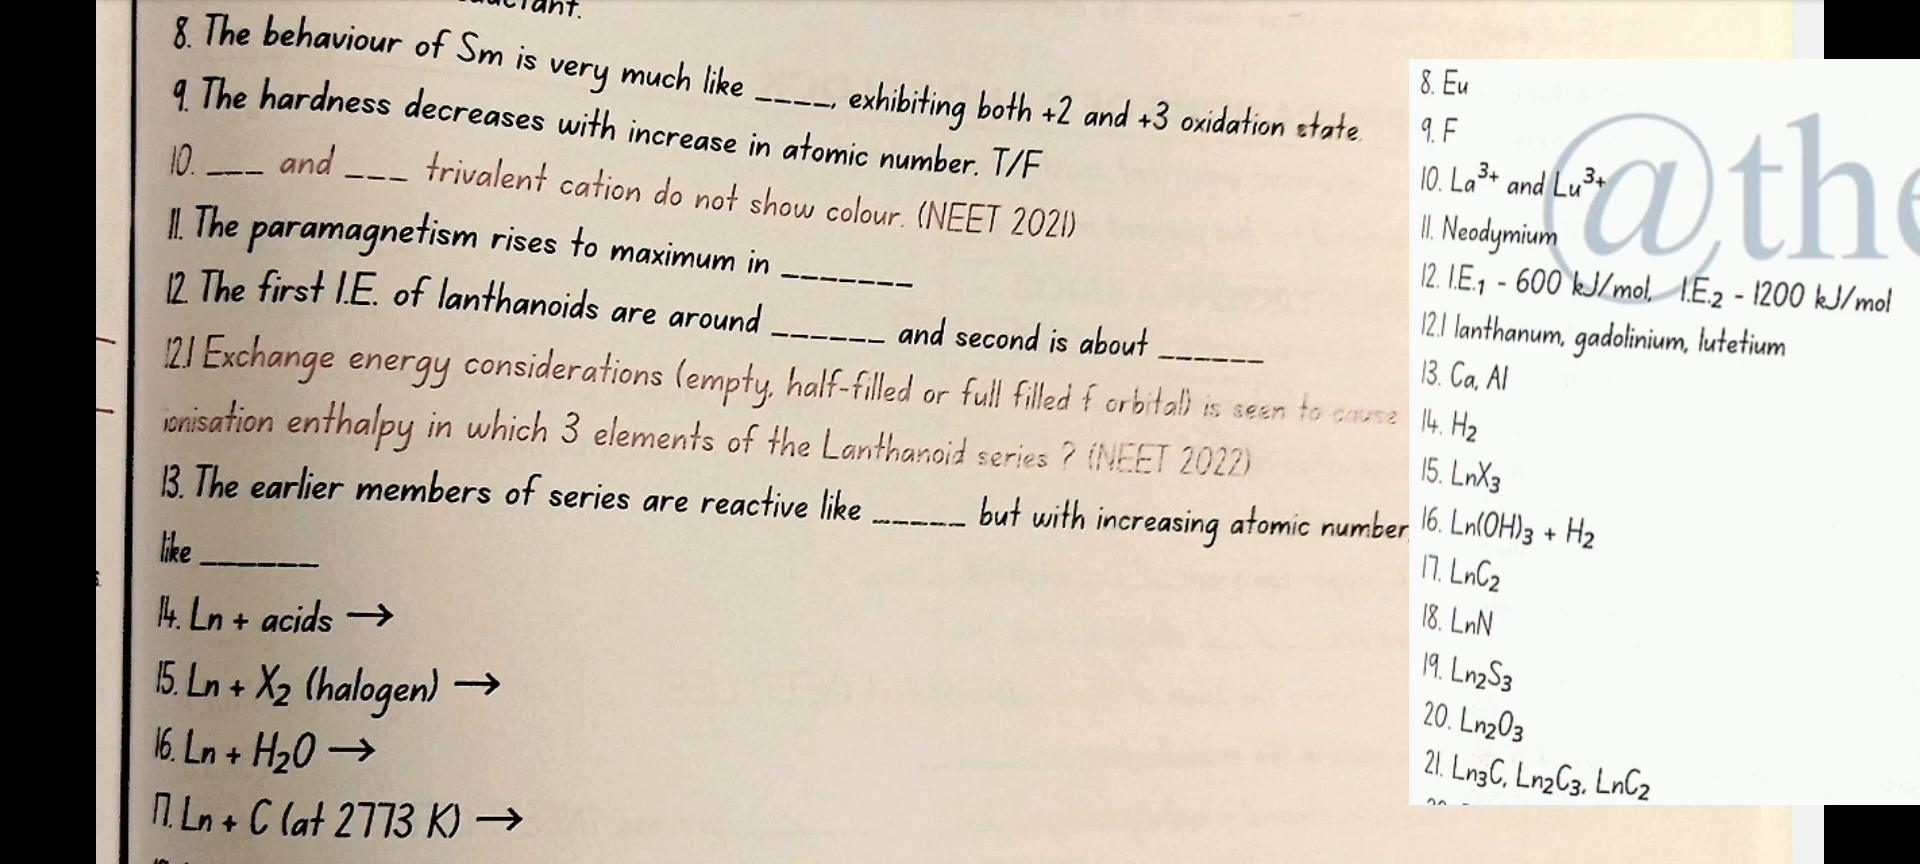 8. The behaviour of Sm is very much like ____, exhibiting both +2 and +3 oxidation state.
9. The hardness decreases with increase in atomic number. T/F
10. ___ and ___ trivalent cation do not show colour. (NEET 2021)
11. The paramagnetism rises to maximum in _______
12. The first I.E. of lanthanoids are around ______ and second is about ______
12.1 Exchange energy considerations (empty, half-filled or full filled f orbital) is seen to cause
ionisation enthalpy in which 3 elements of the Lanthanoid series ? (NEET 2022)
13. The earlier members of series are reactive like _____ but with increasing atomic number
like ______
14. Ln + acids →
15. Ln + X₂ (halogen) →
16. Ln + H₂O →
17. Ln + C (at 2773 K) →
8. Eu
9. F
10. La³⁺ and Lu³⁺
11. Neodymium
12. I.E.₁ - 600 kJ/mol, I.E.₂ - 1200 kJ/mol
12.1 lanthanum, gadolinium, lutetium
13. Ca, Al
14. H₂
15. LnX₃
16. Ln(OH)₃ + H₂
17. LnC₂
18. LnN
19. Ln₂S₃
20. Ln₂O₃
21. Ln₃C, Ln₂C₃, LnC₂
@the